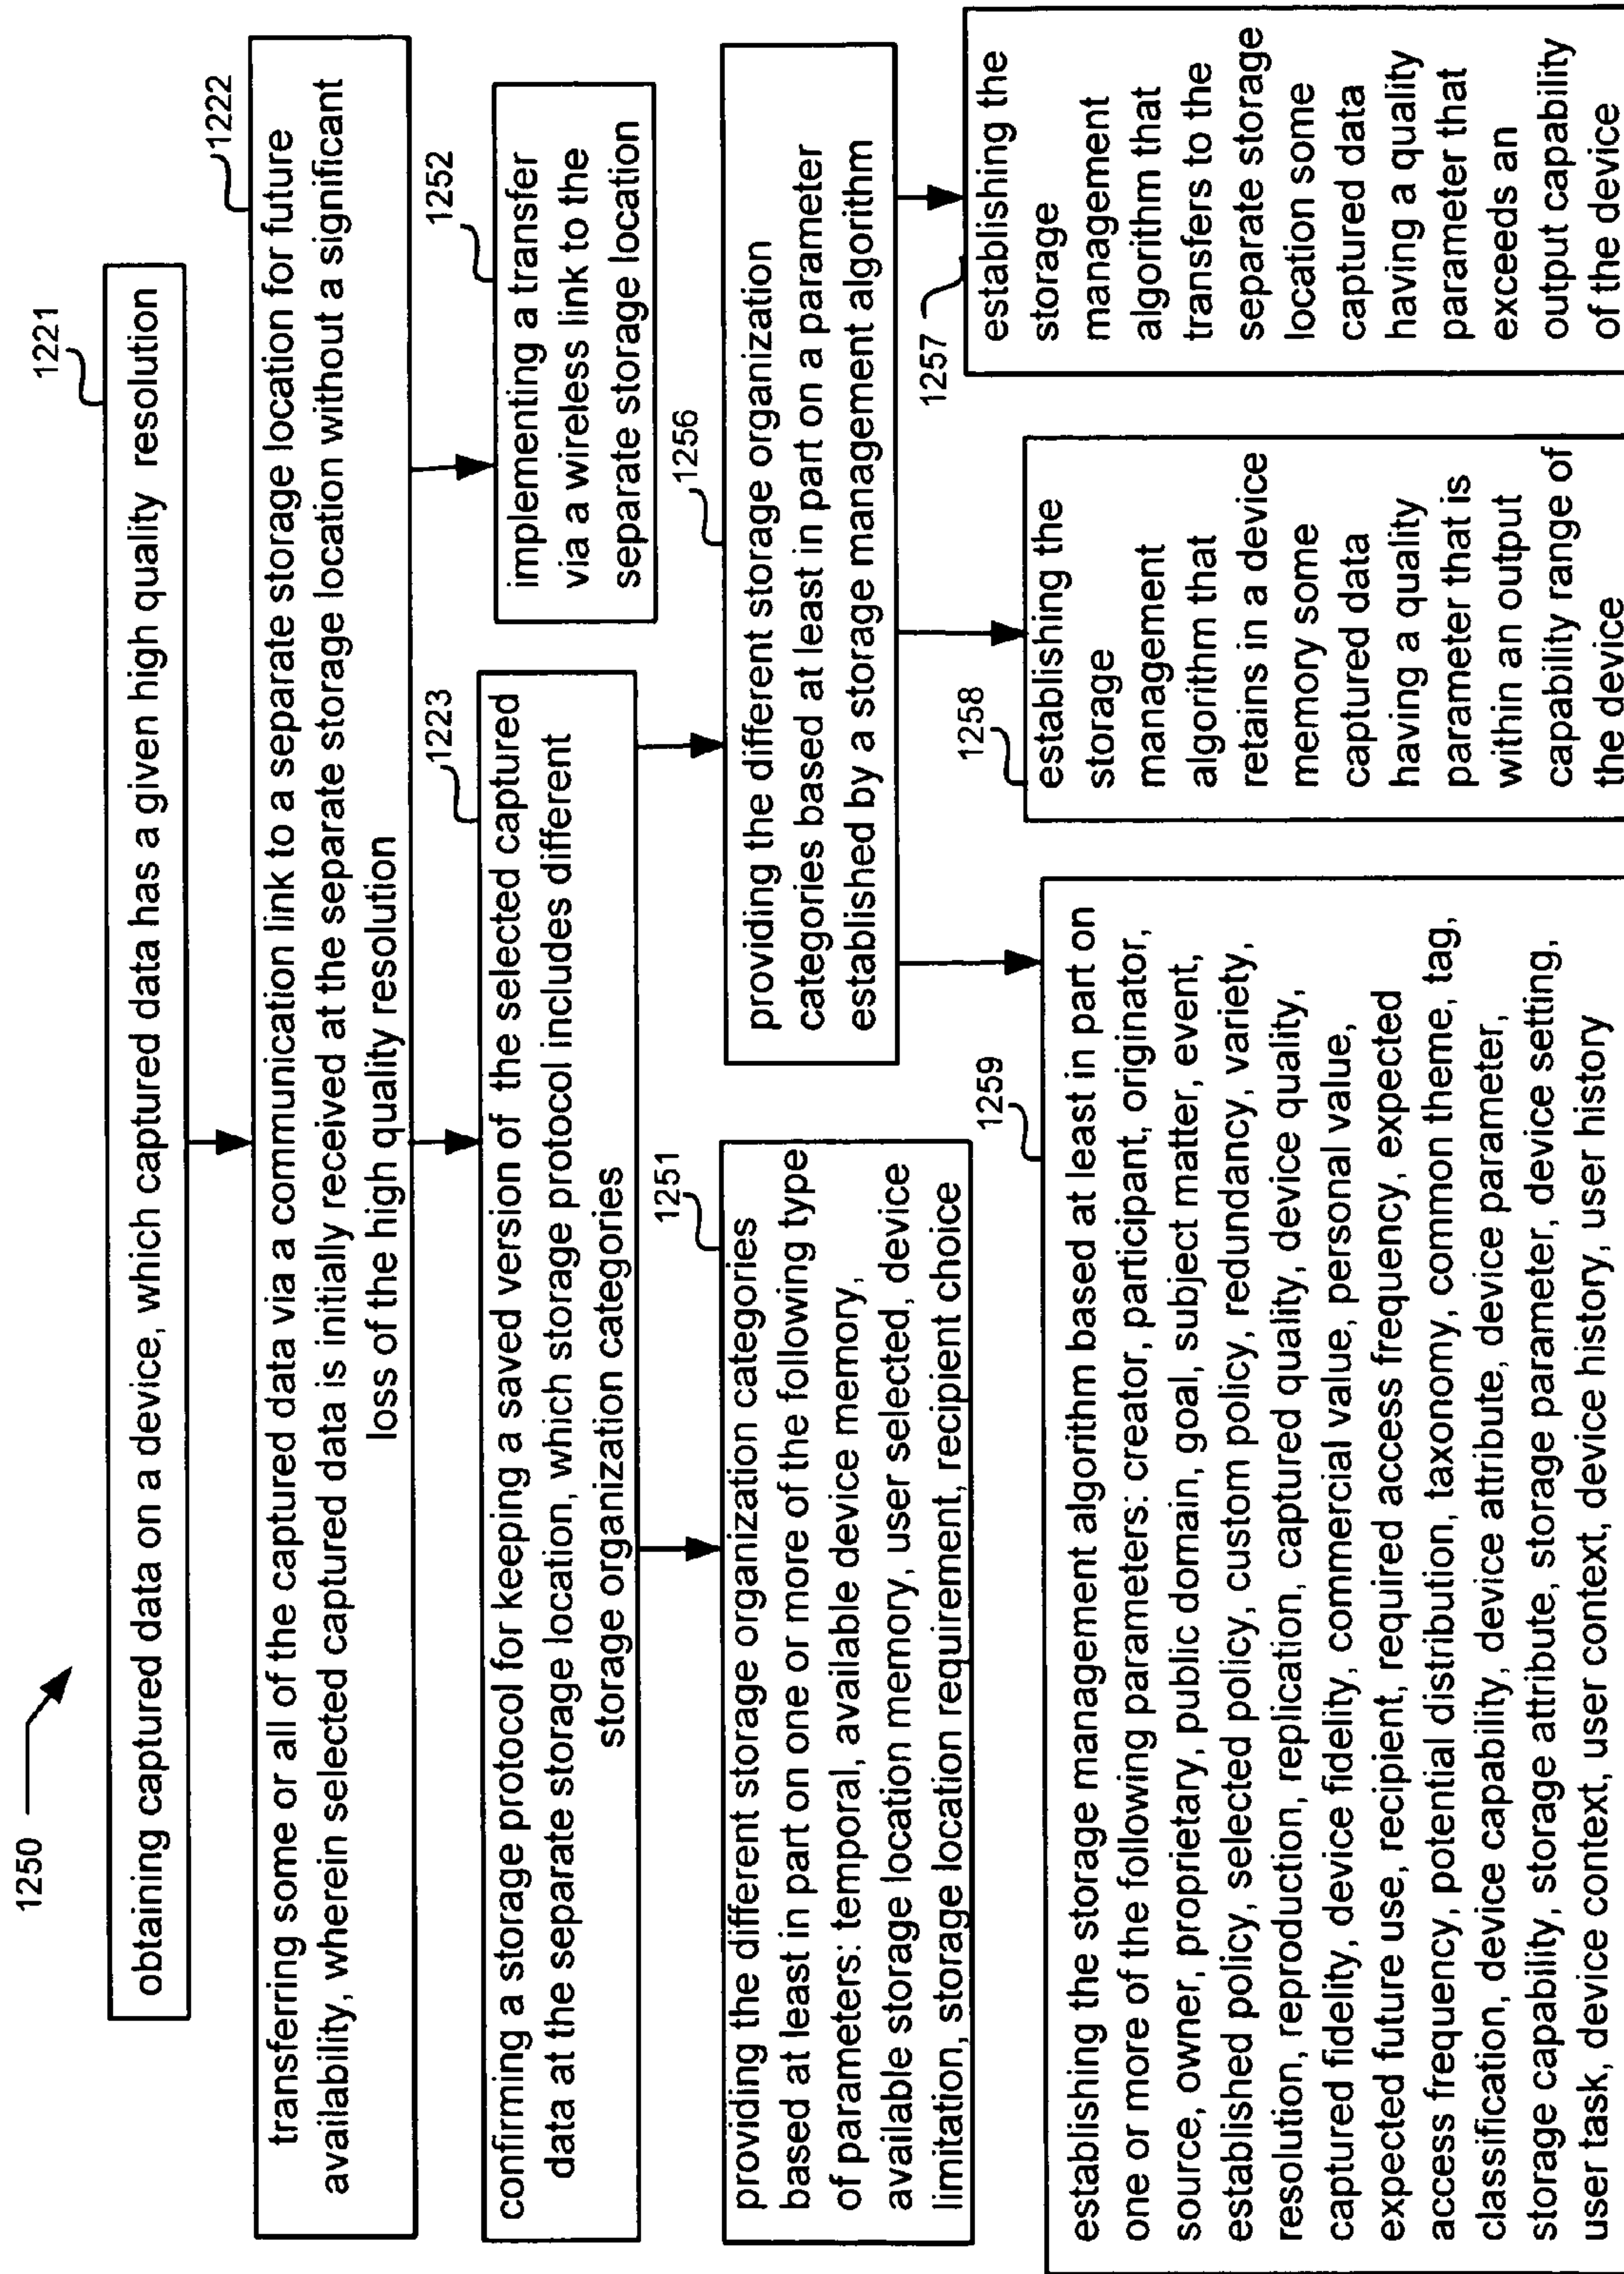 1250
1221
obtaining captured data on a device, which captured data has a given high quality resolution
1222
transferring some or all of the captured data via a communication link to a separate storage location for future
availability, wherein selected captured data is initially received at the separate storage location without a significant
loss of the high quality resolution
1223
confirming a storage protocol for keeping a saved version of the selected captured
data at the separate storage location, which storage protocol includes different
storage organization categories
1252
implementing a transfer
via a wireless link to the
separate storage location
1251
providing the different storage organization categories
based at least in part on one or more of the following type
of parameters: temporal, available device memory,
available storage location memory, user selected, device
limitation, storage location requirement, recipient choice
1256
providing the different storage organization
categories based at least in part on a parameter
established by a storage management algorithm
1259
establishing the storage management algorithm based at least in part on
one or more of the following parameters: creator, participant, originator,
source, owner, proprietary, public domain, goal, subject matter, event,
established policy, selected policy, custom policy, redundancy, variety,
resolution, reproduction, replication, captured quality, device quality,
captured fidelity, device fidelity, commercial value, personal value,
expected future use, recipient, required access frequency, expected
access frequency, potential distribution, taxonomy, common theme, tag,
classification, device capability, device attribute, device parameter,
storage capability, storage attribute, storage parameter, device setting,
user task, device context, user context, device history, user history
1258
establishing the
storage
management
algorithm that
retains in a device
memory some
captured data
having a quality
parameter that is
within an output
capability range of
the device
1257
establishing the
storage
management
algorithm that
transfers to the
separate storage
location some
captured data
having a quality
parameter that
exceeds an
output capability
of the device